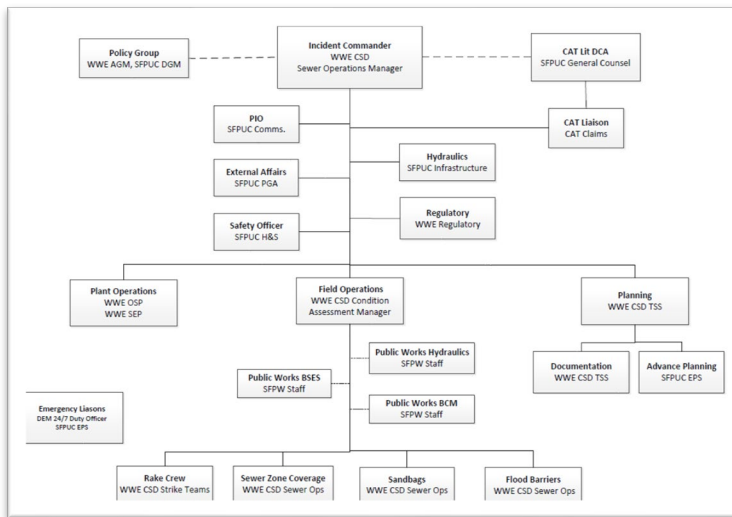 Policy Group
WWE AGM, SFPUC DGM
Incident Commander
WWE CSD
Sewer Operations Manager
CAT Lit DCA
SFPUC General Counsel
PIO
SFPUC Comms.
CAT Liaison
CAT Claims
Hydraulics
SFPUC Infrastructure
External Affairs
SFPUC PGA
Regulatory
WWE Regulatory
Safety Officer
SFPUC H&S
Plant Operations
WWE OSP
WWE SEP
Field Operations
WWE CSD Condition
Assessment Manager
Planning
WWE CSD TSS
Public Works Hydraulics
SFPW Staff
Public Works BSES
SFPW Staff
Public Works BCM
SFPW Staff
Documentation
WWE CSD TSS
Advance Planning
SFPUC EPS
Emergency Liasons
DEM 24/7 Duty Officer
SFPUC EPS
Rake Crew
WWE CSD Strike Teams
Sewer Zone Coverage
WWE CSD Sewer Ops
Sandbags
WWE CSD Sewer Ops
Flood Barriers
WWE CSD Sewer Ops